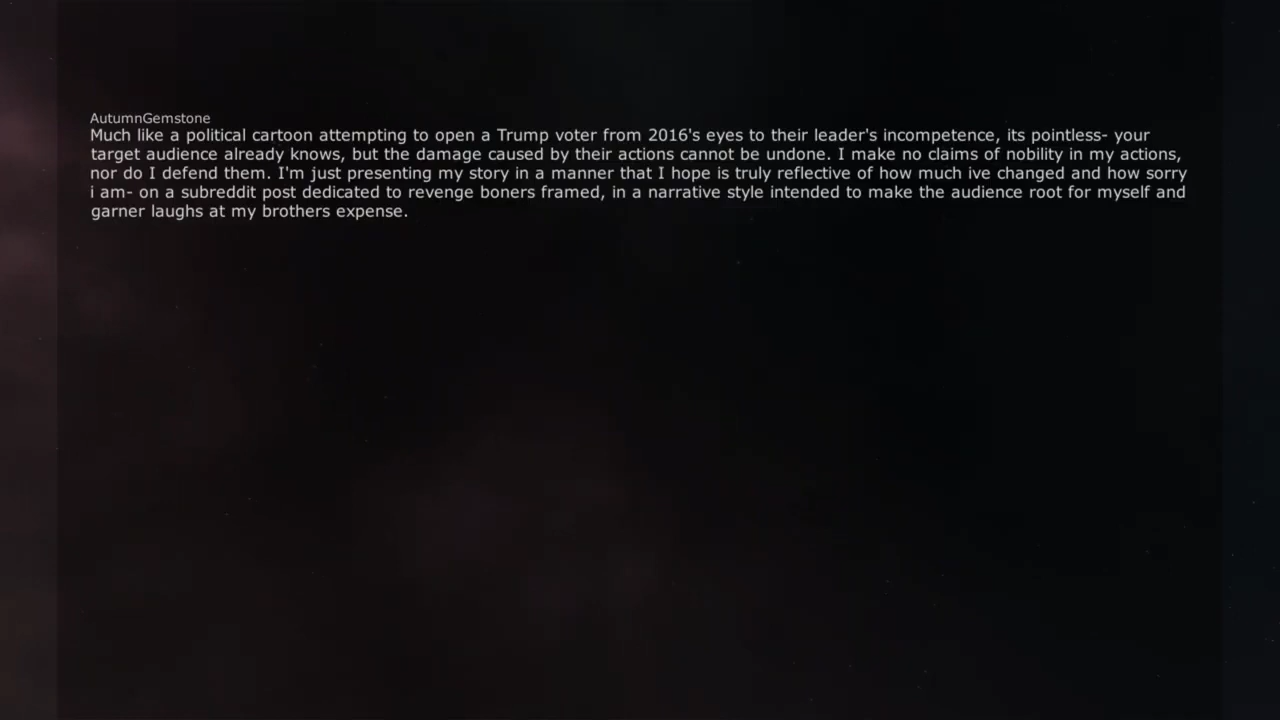 AutumnGemstone
Much like a political cartoon attempting to open a Trump voter from 2016's eyes to their leader's incompetence, its pointless- your
target audience already knows, but the damage caused by their actions cannot be undone. I make no claims of nobility in my actions,
nor do I defend them. I'm just presenting my story in a manner that I hope is truly reflective of how much ive changed and how sorry
i am- on a subreddit post dedicated to revenge boners framed, in a narrative style intended to make the audience root for myself and
garner laughs at my brothers expense.